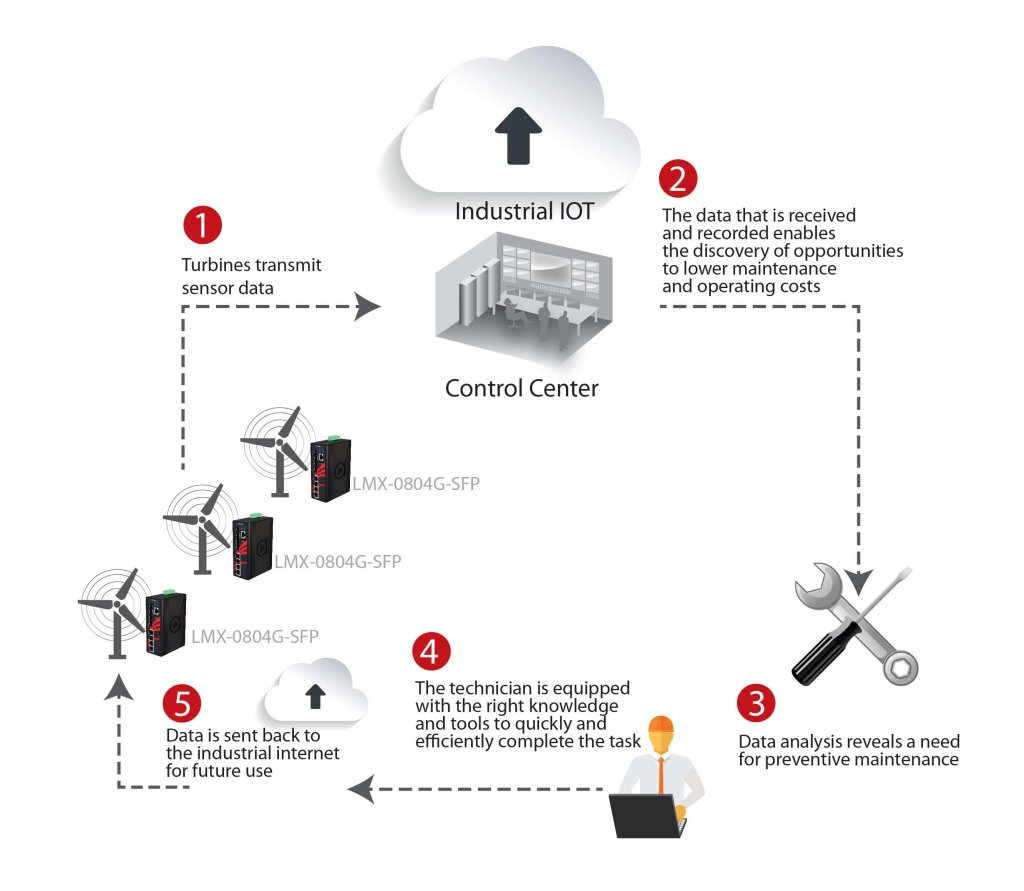 Industrial IOT
1
Turbines transmit
sensor data
2
The data that is received
and recorded enables
the discovery of opportunities
to lower maintenance
and operating costs
Control Center
LMX-0804G-SFP
LMX-0804G-SFP
LMX-0804G-SFP
3
Data analysis reveals a need
for preventive maintenance
4
The technician is equipped
with the right knowledge
and tools to quickly and
efficiently complete the task
5
Data is sent back to
the industrial internet
for future use